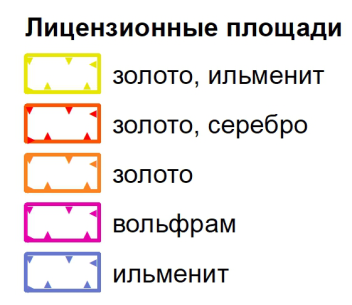 Лицензионные площади
золото, ильменит
золото, серебро
золото
вольфрам
ильменит